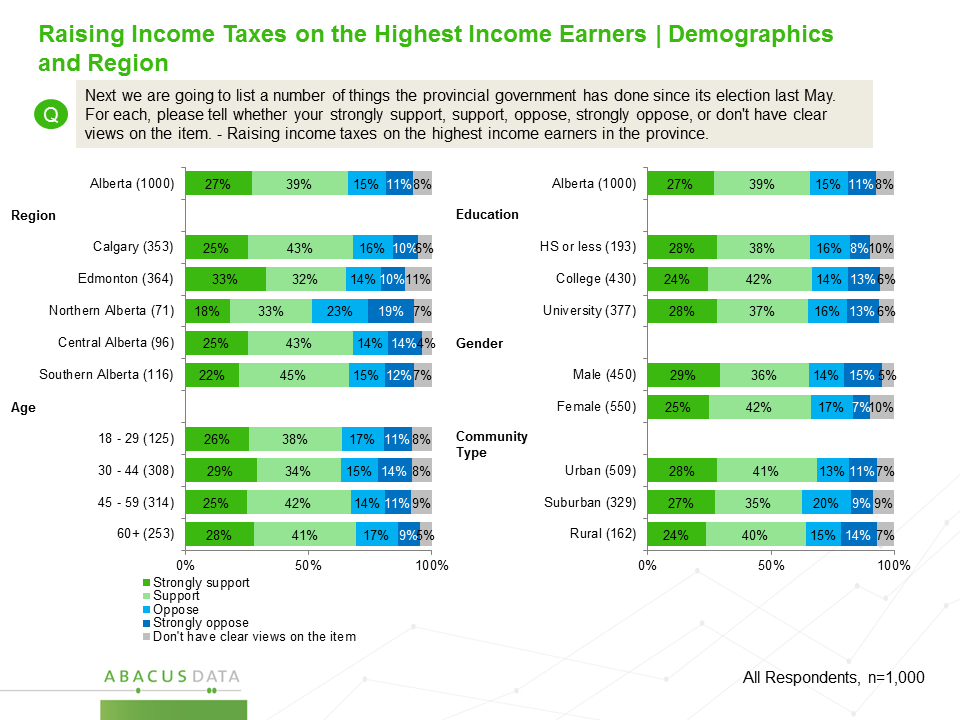 Raising Income Taxes on the Highest Income Earners | Demographics
and Region
Q
Next we are going to list a number of things the provincial government has done since its election last May.
For each, please tell whether your strongly support, support, oppose, strongly oppose, or don't have clear
views on the item. - Raising income taxes on the highest income earners in the province.
Alberta (1000) 27% 39% 15% 11% 8%
Region
Calgary (353) 25% 43% 16% 10% 6%
Edmonton (364) 33% 32% 14% 10% 11%
Northern Alberta (71) 18% 33% 23% 19% 7%
Central Alberta (96) 25% 43% 14% 14% 4%
Southern Alberta (116) 22% 45% 15% 12% 7%
Age
18 - 29 (125) 26% 38% 17% 11% 8%
30 - 44 (308) 29% 34% 15% 14% 8%
45 - 59 (314) 25% 42% 14% 11% 9%
60+ (253) 28% 41% 17% 9% 5%
0% 50% 100%
Strongly support
Support
Oppose
Strongly oppose
Don't have clear views on the item
Alberta (1000) 27% 39% 15% 11% 8%
Education
HS or less (193) 28% 38% 16% 8% 10%
College (430) 24% 42% 14% 13% 6%
University (377) 28% 37% 16% 13% 6%
Gender
Male (450) 29% 36% 14% 15% 5%
Female (550) 25% 42% 17% 7% 10%
Community
Type
Urban (509) 28% 41% 13% 11% 7%
Suburban (329) 27% 35% 20% 9% 9%
Rural (162) 24% 40% 15% 14% 7%
0% 50% 100%
ABACUS DATA
All Respondents, n=1,000